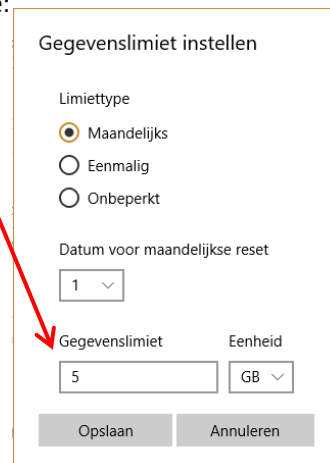 e:
Gegevenslimiet instellen
Limiettype
Maandelijks
Eenmalig
Onbeperkt
Datum voor maandelijkse reset
1
Gegevenslimiet Eenheid
5 GB
Opslaan Annuleren